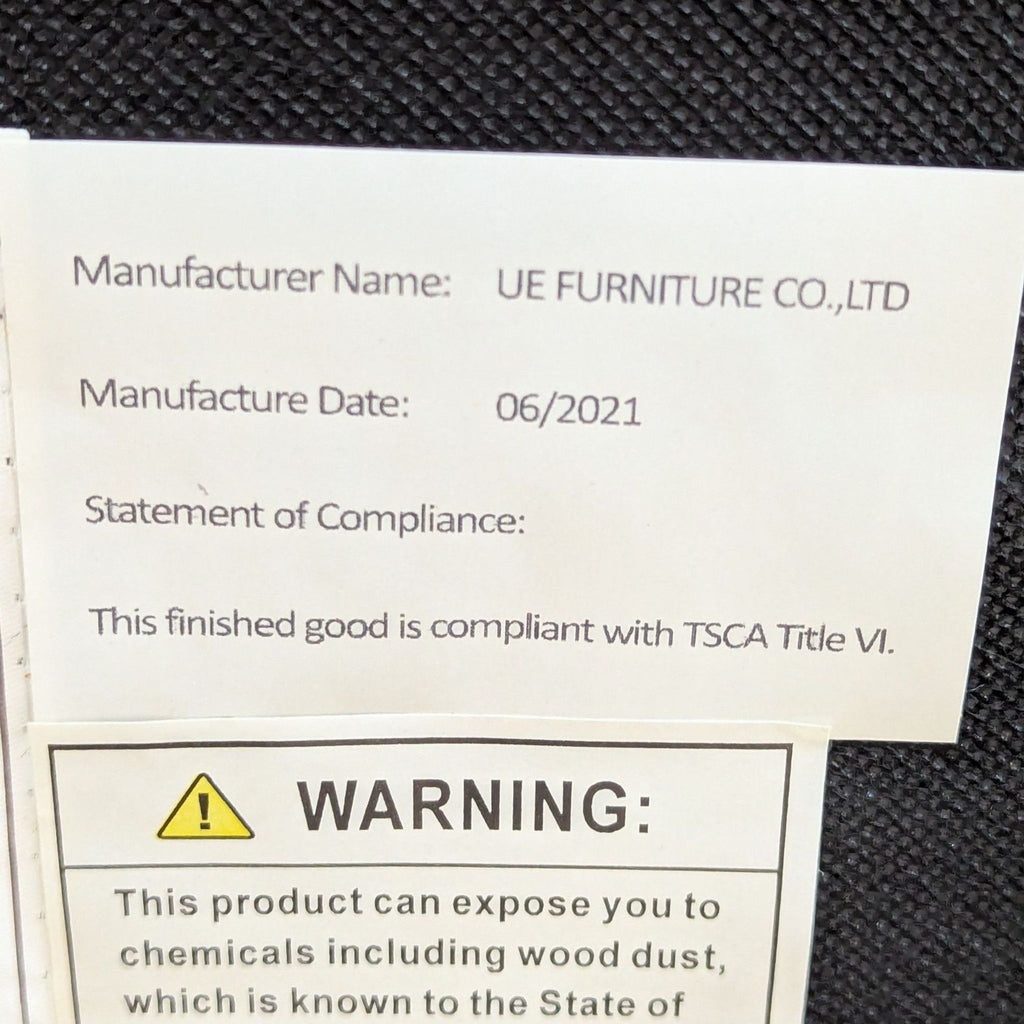 Manufacturer Name: UE FURNITURE CO.,LTD
Manufacture Date: 06/2021
Statement of Compliance:
This finished good is compliant with TSCA Title VI.
WARNING:
This product can expose you to
chemicals including wood dust,
which is known to the State of